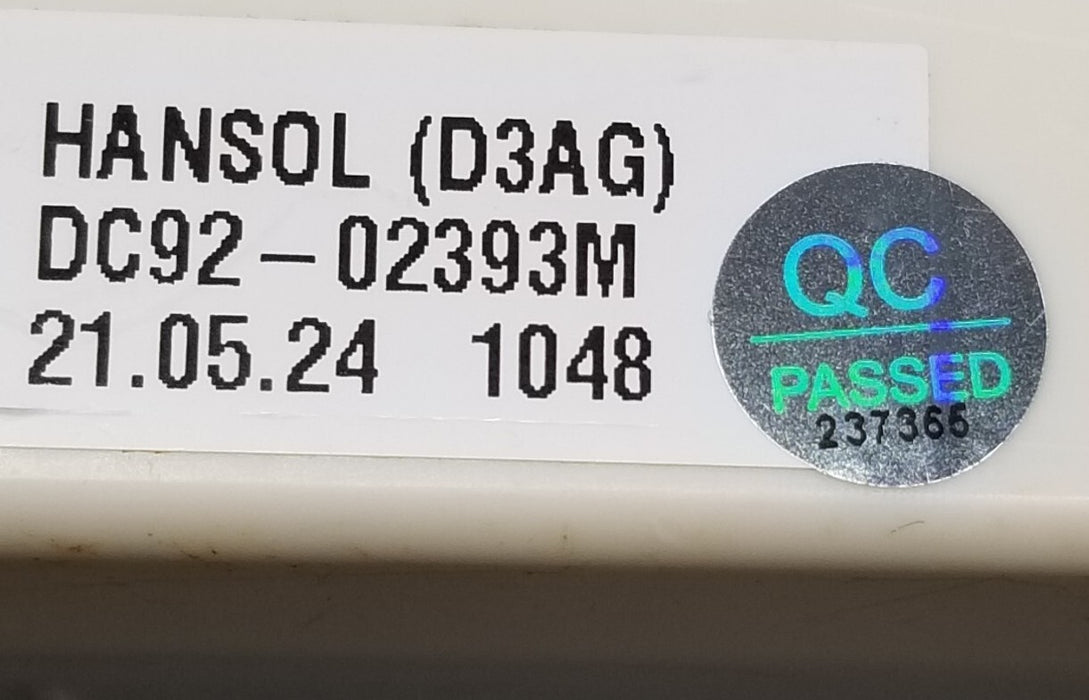 HANSOL (D3AG)
DC92-02393M
21.05.24 1048
QC
PASSED
237365